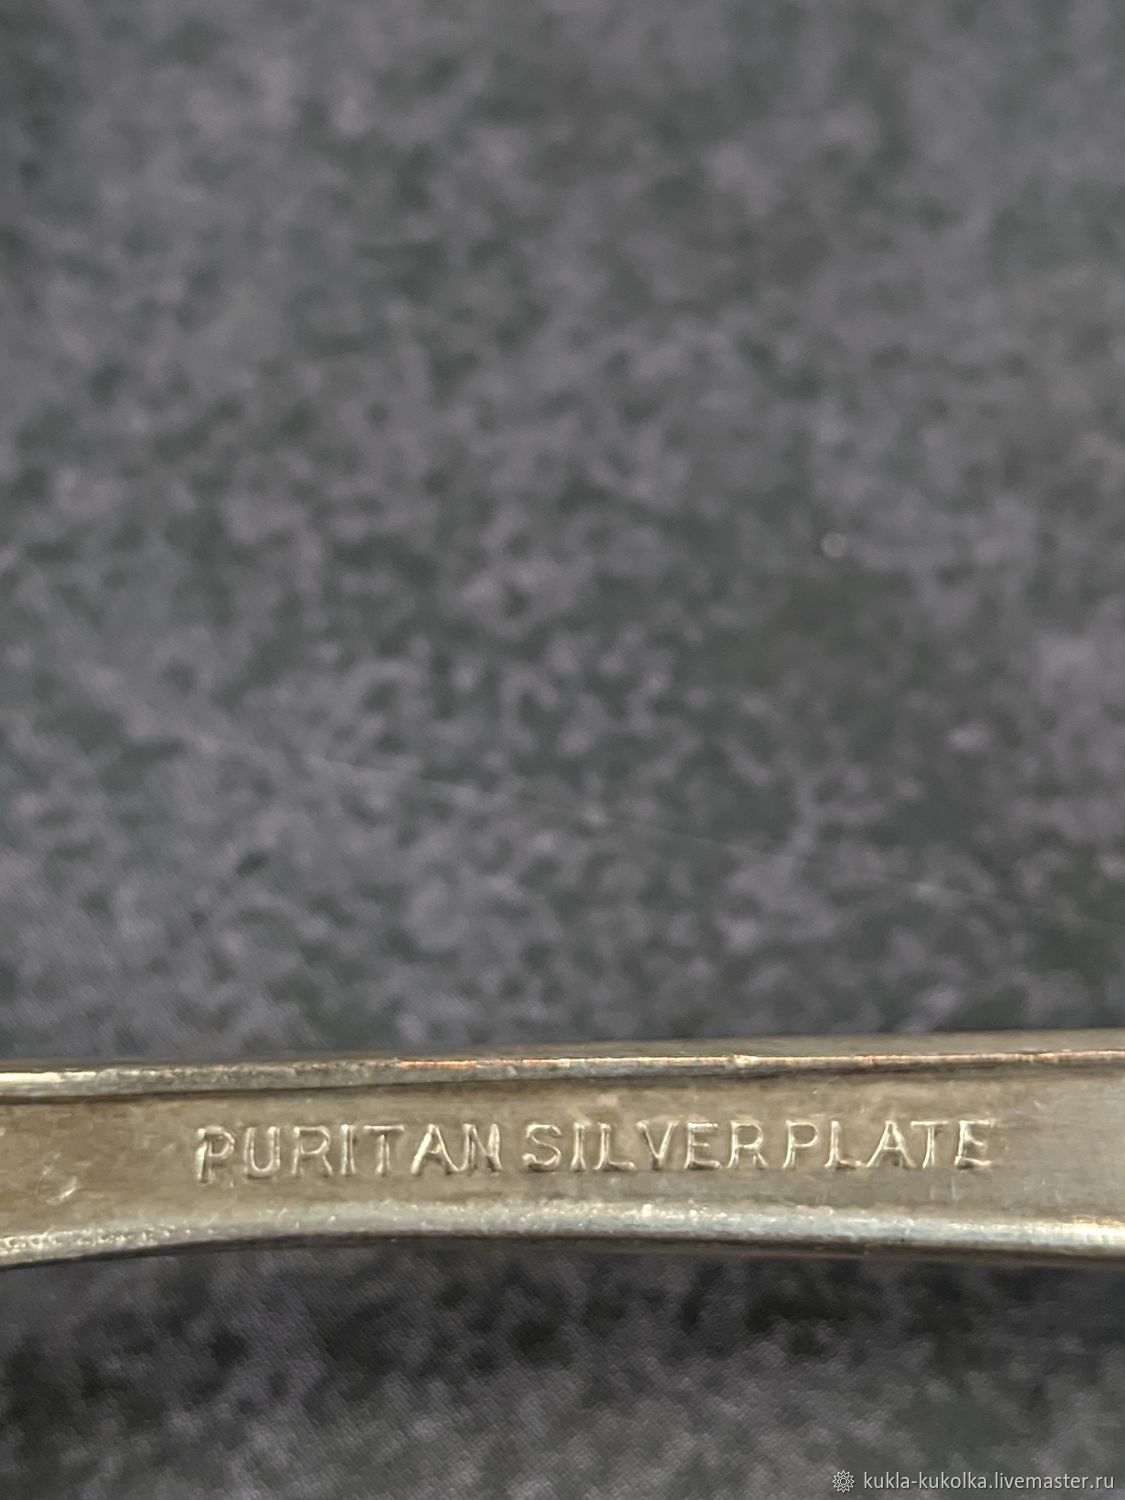 PURITAN SILVER PLATE
kukla-kukolka.livemaster.ru